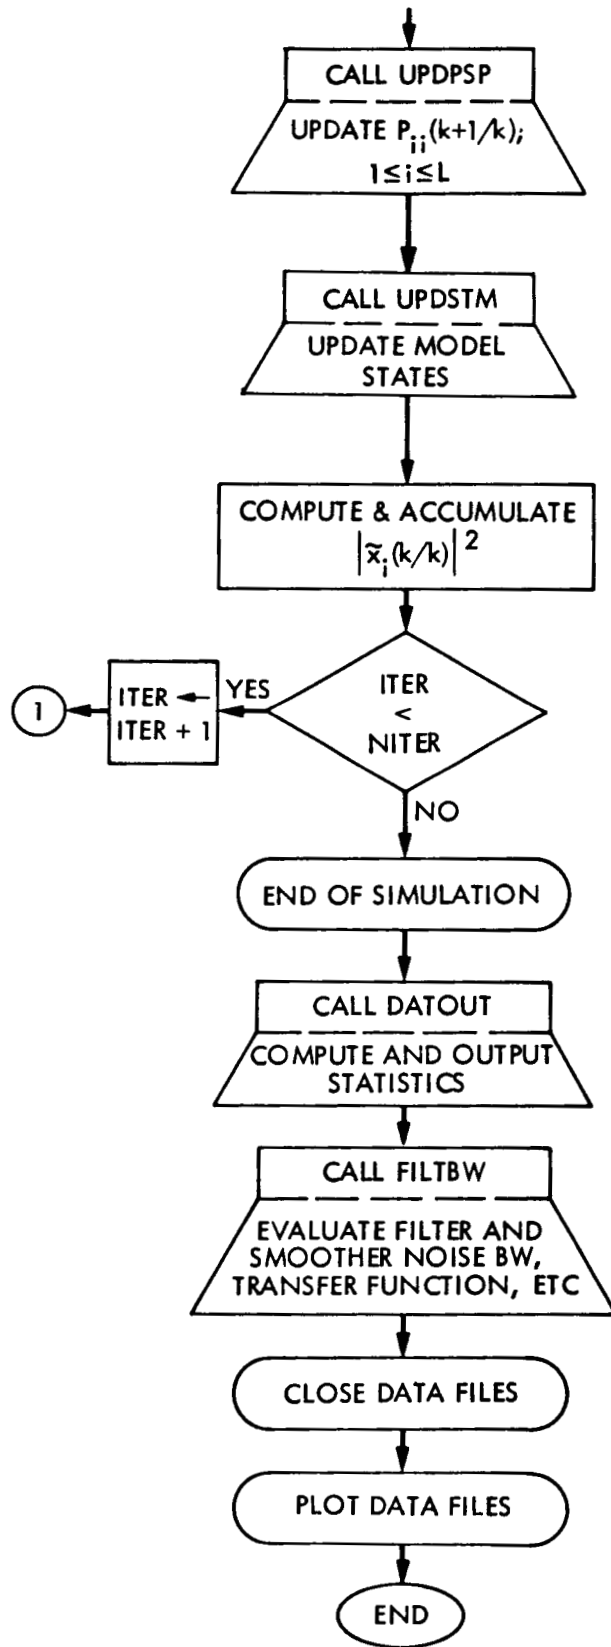 CALL UPDPSP
UPDATE P_ii(k+1/k);
1≤i≤L
CALL UPDSTM
UPDATE MODEL
STATES
COMPUTE & ACCUMULATE
|x̃_i(k/k)|²
ITER
<
NITER
YES
ITER ←
ITER + 1
1
NO
END OF SIMULATION
CALL DATOUT
COMPUTE AND OUTPUT
STATISTICS
CALL FILTBW
EVALUATE FILTER AND
SMOOTHER NOISE BW,
TRANSFER FUNCTION, ETC
CLOSE DATA FILES
PLOT DATA FILES
END